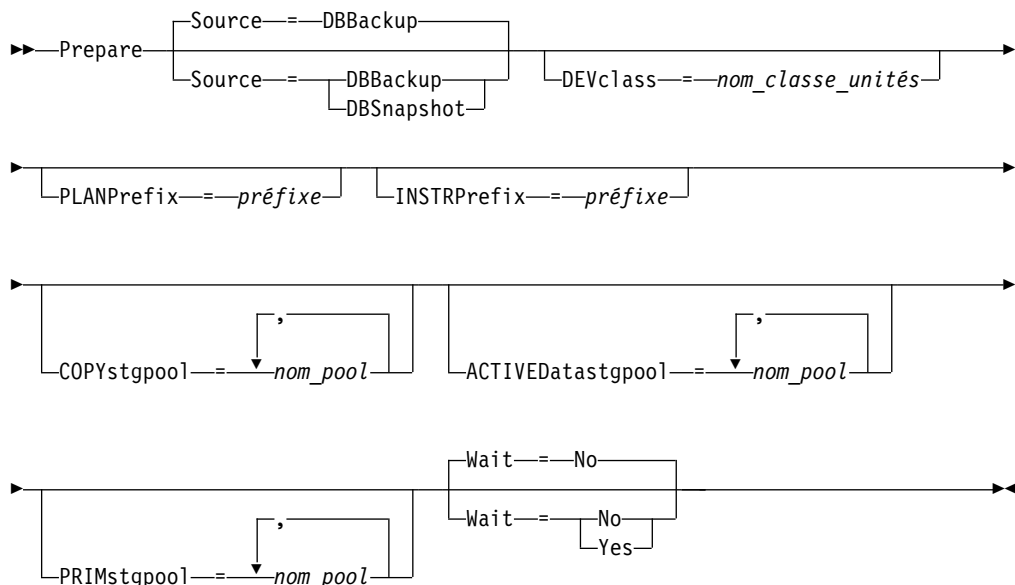 Source = DBBackup
Prepare
Source = DBBackup
DBSnapshot
DEVclass = nom_classe_unités
PLANPrefix = préfixe
INSTRPrefix = préfixe
,
COPYstgpool = nom_pool
,
ACTIVEDatastgpool = nom_pool
,
PRIMstgpool = nom_pool
Wait = No
Wait = No
Yes